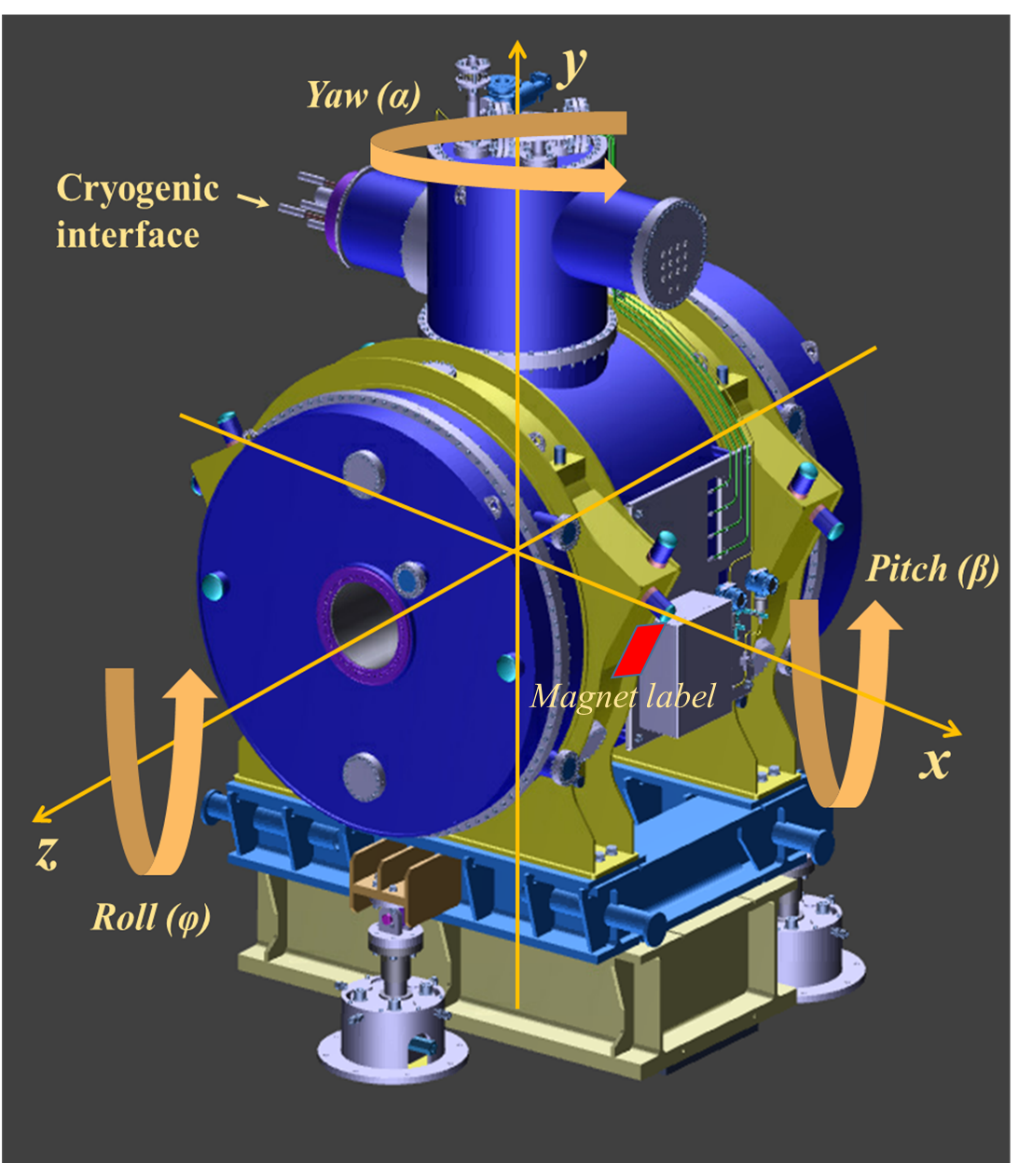 y
Yaw (α)
Cryogenic
interface
Pitch (β)
Magnet label
x
z
Roll (φ)